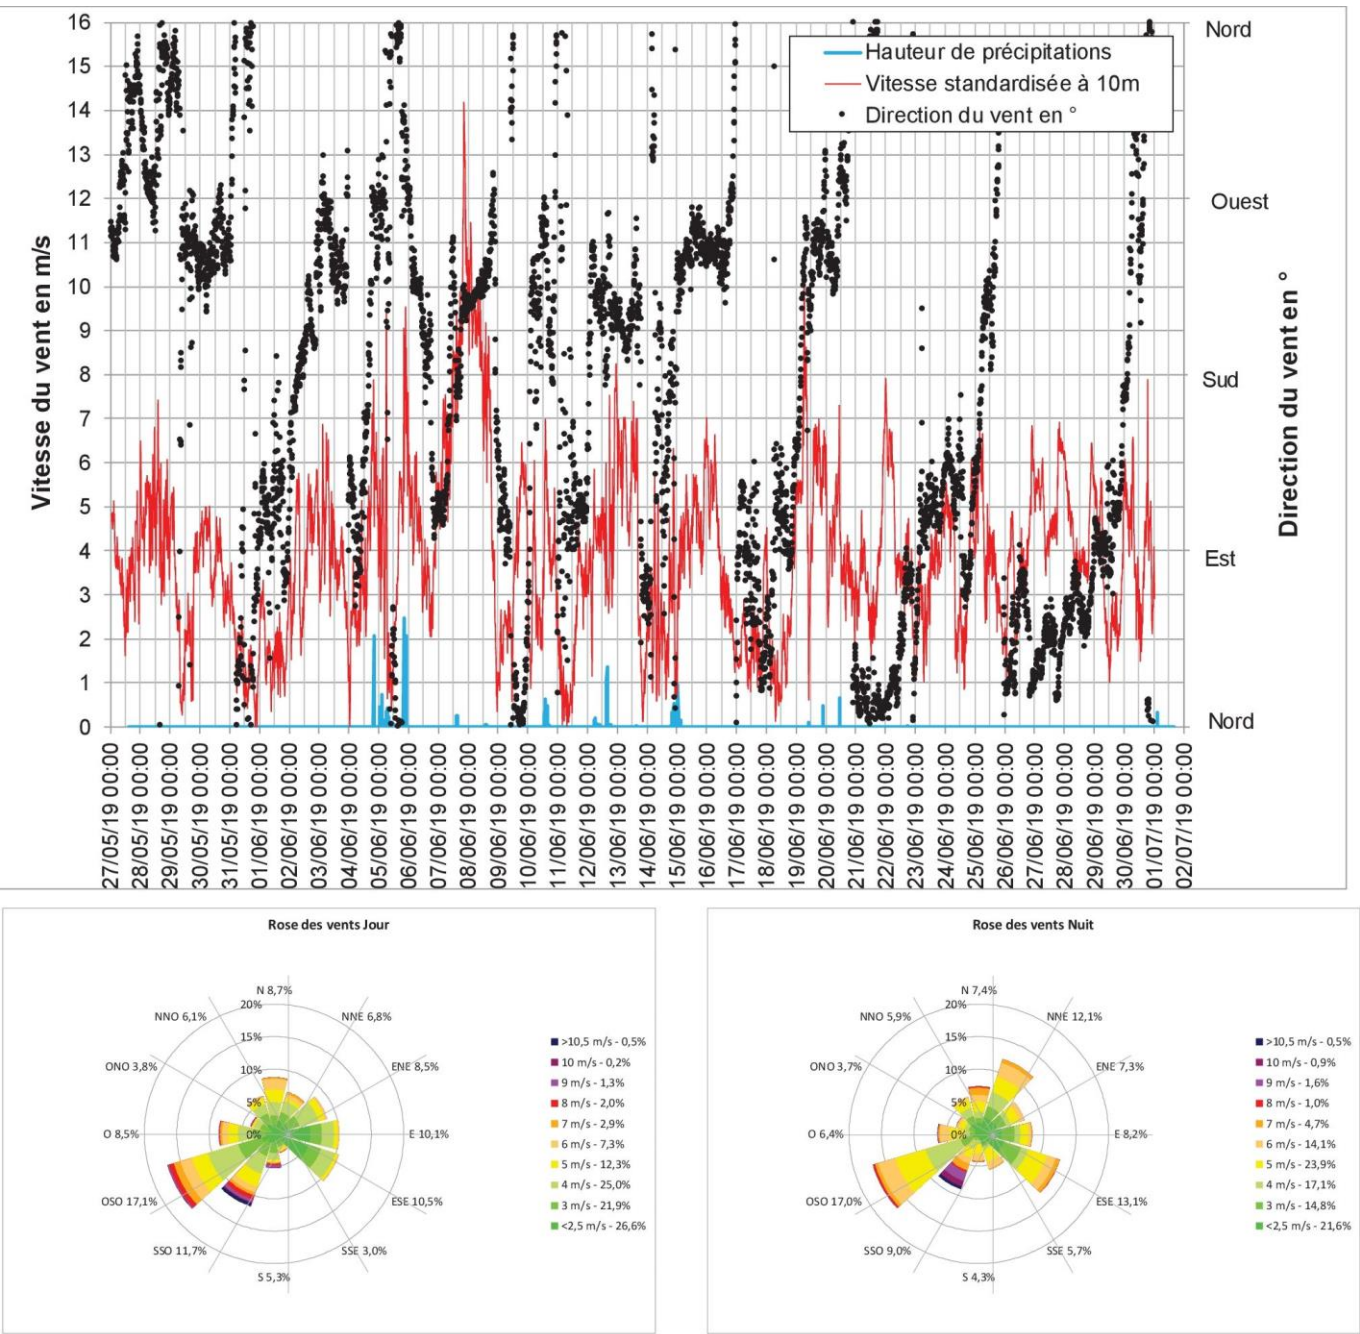 Vitesse du vent en m/s
16
15
14
13
12
11
10
9
8
7
6
5
4
3
2
1
0
Hauteur de précipitations
Vitesse standardisée à 10m
Direction du vent en °
Nord
Ouest
Sud
Est
Nord
Direction du vent en °
27/05/19 00:00
28/05/19 00:00
29/05/19 00:00
30/05/19 00:00
31/05/19 00:00
01/06/19 00:00
02/06/19 00:00
03/06/19 00:00
04/06/19 00:00
05/06/19 00:00
06/06/19 00:00
07/06/19 00:00
08/06/19 00:00
09/06/19 00:00
10/06/19 00:00
11/06/19 00:00
12/06/19 00:00
13/06/19 00:00
14/06/19 00:00
15/06/19 00:00
16/06/19 00:00
17/06/19 00:00
18/06/19 00:00
19/06/19 00:00
20/06/19 00:00
21/06/19 00:00
22/06/19 00:00
23/06/19 00:00
24/06/19 00:00
25/06/19 00:00
26/06/19 00:00
27/06/19 00:00
28/06/19 00:00
29/06/19 00:00
30/06/19 00:00
01/07/19 00:00
02/07/19 00:00
Rose des vents Jour
N 8,7%
NNE 6,8%
ENE 8,5%
E 10,1%
ESE 10,5%
SSE 3,0%
S 5,3%
SSO 11,7%
OSO 17,1%
O 8,5%
ONO 3,8%
NNO 6,1%
20%
15%
10%
5%
0%
>10,5 m/s - 0,5%
10 m/s - 0,2%
9 m/s - 1,3%
8 m/s - 2,0%
7 m/s - 2,9%
6 m/s - 7,3%
5 m/s - 12,3%
4 m/s - 25,0%
3 m/s - 21,9%
<2,5 m/s - 26,6%
Rose des vents Nuit
N 7,4%
NNE 12,1%
ENE 7,3%
E 8,2%
ESE 13,1%
SSE 5,7%
S 4,3%
SSO 9,0%
OSO 17,0%
O 6,4%
ONO 3,7%
NNO 5,9%
20%
15%
10%
5%
0%
>10,5 m/s - 0,5%
10 m/s - 0,9%
9 m/s - 1,6%
8 m/s - 1,0%
7 m/s - 4,7%
6 m/s - 14,1%
5 m/s - 23,9%
4 m/s - 17,1%
3 m/s - 14,8%
<2,5 m/s - 21,6%